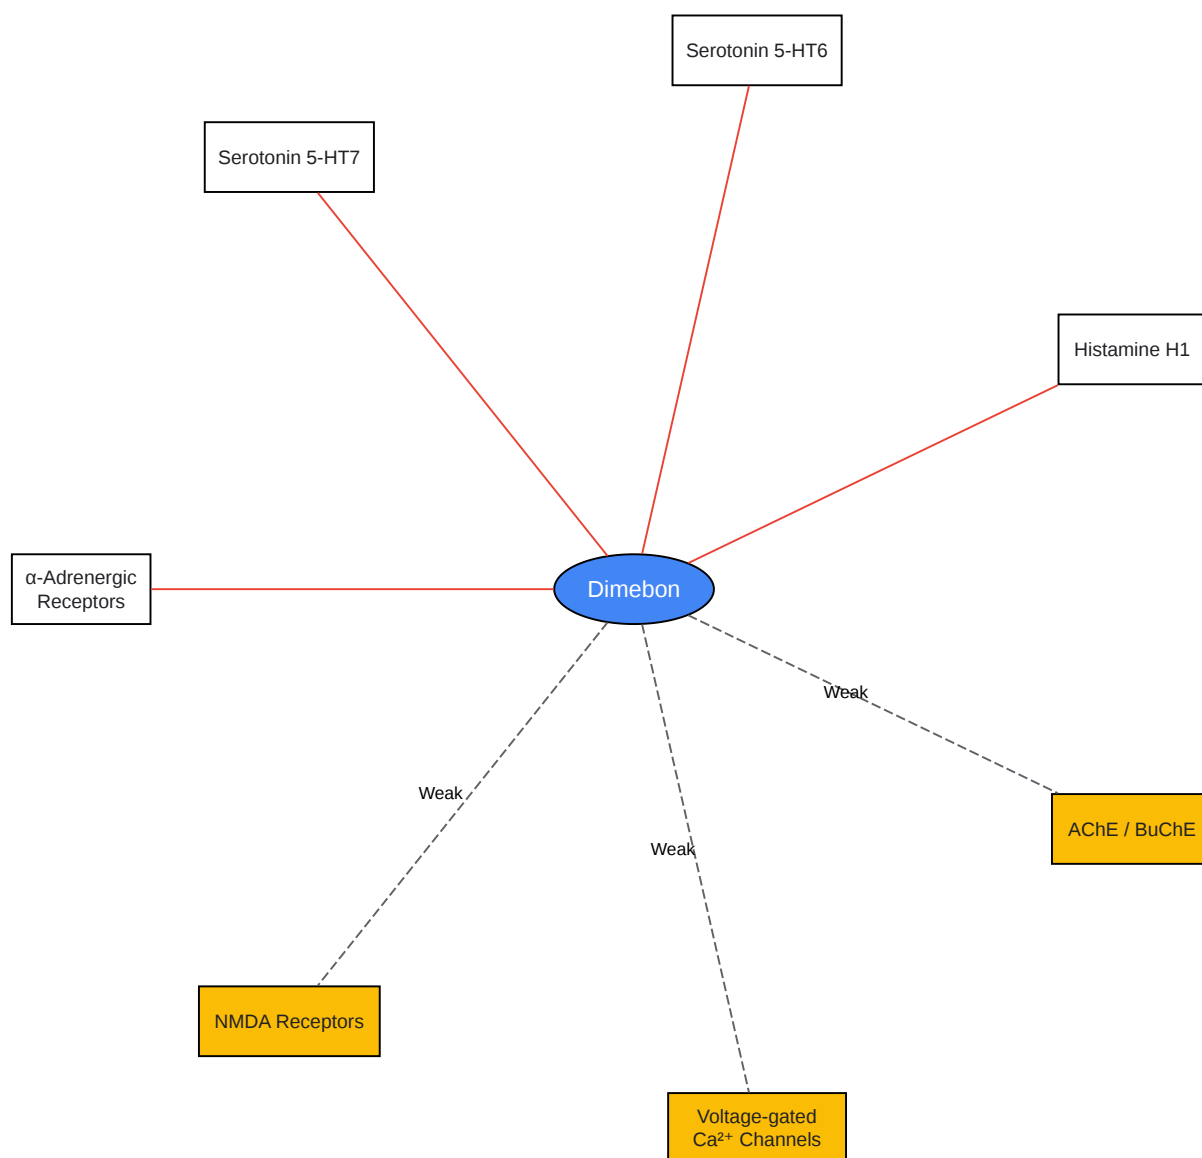 Serotonin 5-HT6
Serotonin 5-HT7
Histamine H1
α-Adrenergic
Receptors
Dimebon
Weak
Weak
Weak
AChE / BuChE
NMDA Receptors
Voltage-gated
Ca²⁺ Channels